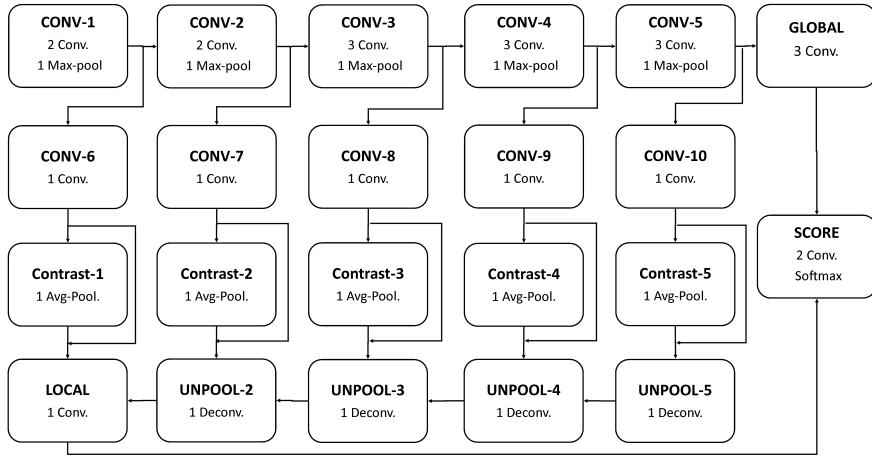 CONV-1
2 Conv.
1 Max-pool
CONV-2
2 Conv.
1 Max-pool
CONV-3
3 Conv.
1 Max-pool
CONV-4
3 Conv.
1 Max-pool
CONV-5
3 Conv.
1 Max-pool
GLOBAL
3 Conv.
CONV-6
1 Conv.
CONV-7
1 Conv.
CONV-8
1 Conv.
CONV-9
1 Conv.
CONV-10
1 Conv.
SCORE
2 Conv.
Softmax
Contrast-1
1 Avg-Pool.
Contrast-2
1 Avg-Pool.
Contrast-3
1 Avg-Pool.
Contrast-4
1 Avg-Pool.
Contrast-5
1 Avg-Pool.
LOCAL
1 Conv.
UNPOOL-2
1 Deconv.
UNPOOL-3
1 Deconv.
UNPOOL-4
1 Deconv.
UNPOOL-5
1 Deconv.